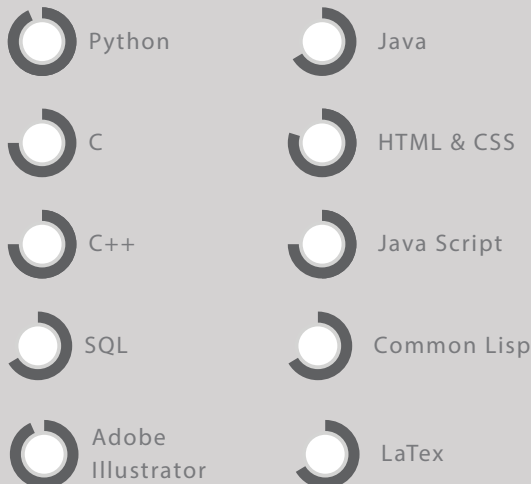 Python
Java
C
HTML & CSS
C++
Java Script
SQL
Common Lisp
Adobe
Illustrator
LaTex